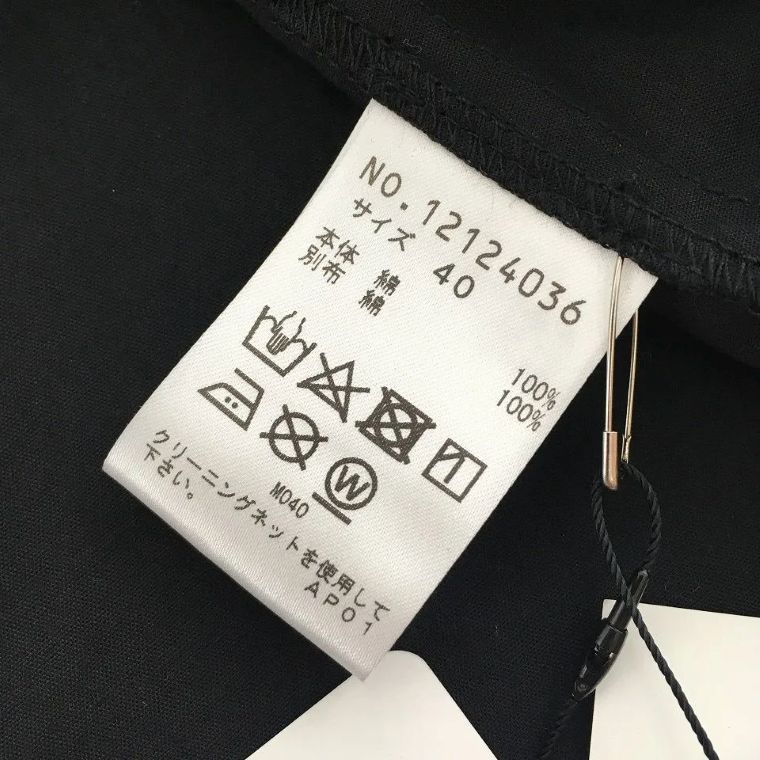 NO.12124036
サイズ 40
本体 綿 100%
別布 綿 100%
W
M040
クリーニングネットを使用して
下さい。
AP01